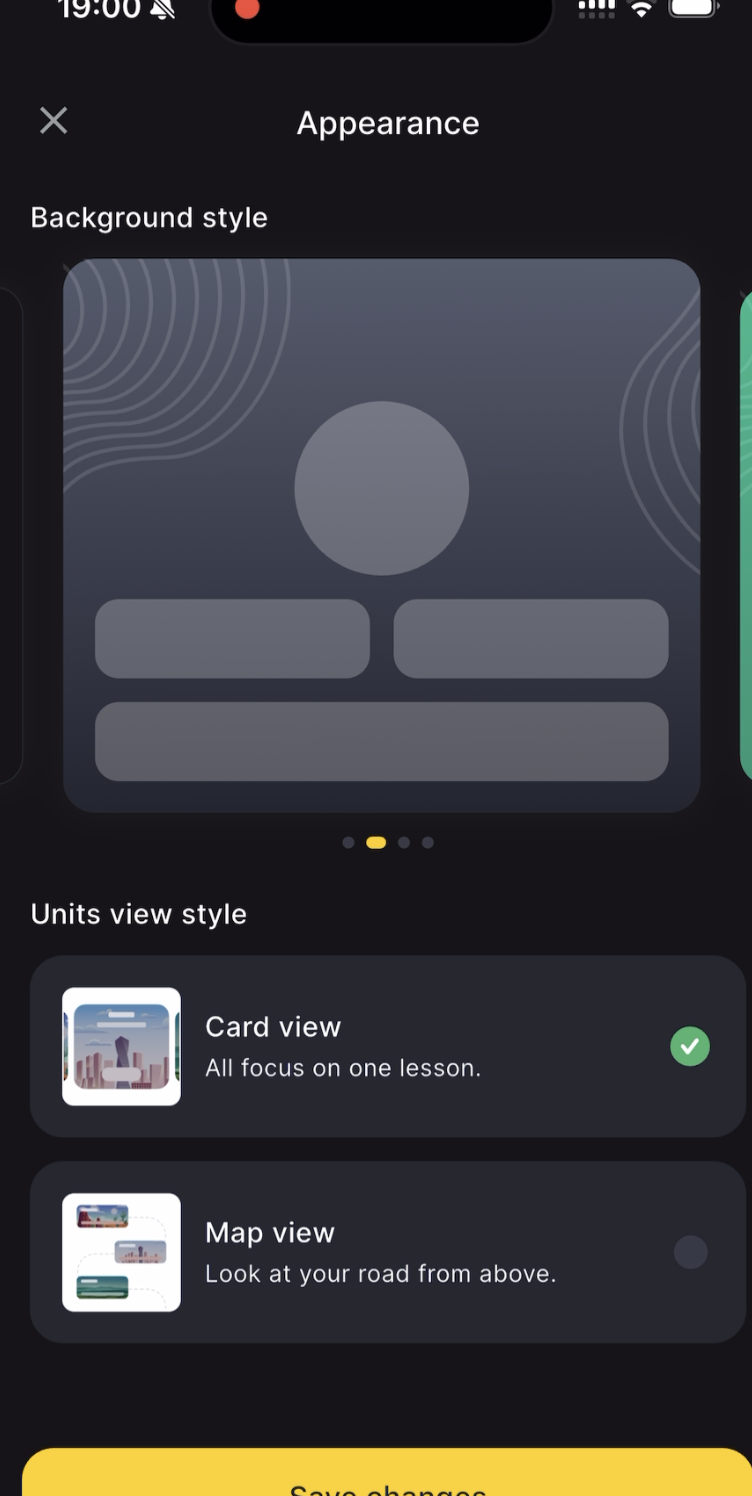 19:00
Appearance
Background style
Units view style
Card view
All focus on one lesson.
Map view
Look at your road from above.
Save changes